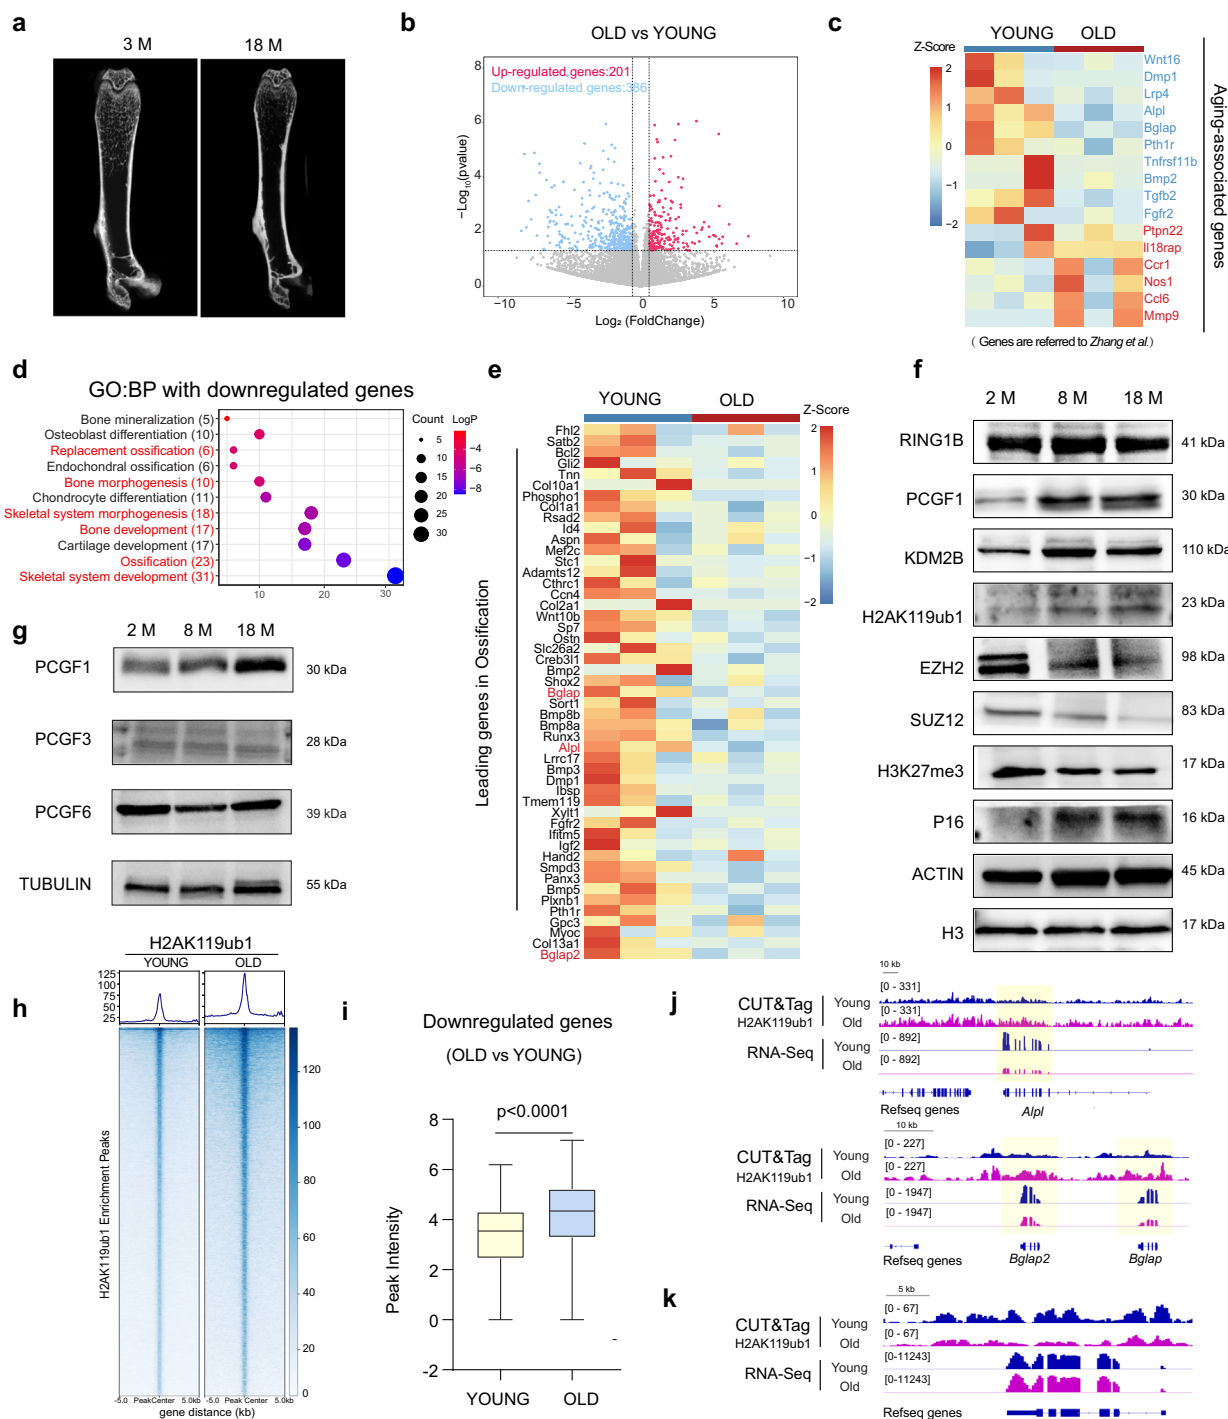 a
3 M
18 M
b
OLD vs YOUNG
Up-regulated genes:201
Down-regulated genes:386
8
6
4
2
0
−Log10(pvalue)
−10
−5
0
5
10
Log2 (FoldChange)
c
YOUNG
OLD
Z-Score
2
1
0
−1
−2
Wnt16
Dmp1
Lrp4
Alpl
Bglap
Pth1r
Tnfrsf11b
Bmp2
Tgfb2
Fgfr2
Ptpn22
Il18rap
Ccr1
Nos1
Ccl6
Mmp9
Aging-associated genes
( Genes are referred to Zhang et al.)
d
GO:BP with downregulated genes
Bone mineralization (5)
Osteoblast differentiation (10)
Replacement ossification (6)
Endochondral ossification (6)
Bone morphogenesis (10)
Chondrocyte differentiation (11)
Skeletal system morphogenesis (18)
Bone development (17)
Cartilage development (17)
Ossification (23)
Skeletal system development (31)
10
20
30
Count
5
10
15
20
25
30
LogP
−4
−6
−8
e
YOUNG
OLD
Z-Score
2
1
0
−1
−2
Leading genes in Ossification
Fhl2
Satb2
Bcl2
Gli2
Tnn
Col10a1
Phospho1
Col1a1
Rsad2
Id4
Aspn
Mef2c
Stc1
Adamts12
Cthrc1
Ccn4
Col2a1
Wnt10b
Sp7
Ostn
Slc26a2
Creb3l1
Bmp2
Shox2
Bglap
Sort1
Bmp8b
Bmp8a
Runx3
Alpl
Lrrc17
Bmp3
Dmp1
Ibsp
Tmem119
Xylt1
Fgfr2
Ifitm5
Igf2
Hand2
Smpd3
Panx3
Bmp5
Plxnb1
Pth1r
Gpc3
Myoc
Col13a1
Bglap2
f
2 M
8 M
18 M
RING1B
41 kDa
PCGF1
30 kDa
KDM2B
110 kDa
H2AK119ub1
23 kDa
EZH2
98 kDa
SUZ12
83 kDa
H3K27me3
17 kDa
P16
16 kDa
ACTIN
45 kDa
H3
17 kDa
g
2 M
8 M
18 M
PCGF1
30 kDa
PCGF3
28 kDa
PCGF6
39 kDa
TUBULIN
55 kDa
h
H2AK119ub1
YOUNG
OLD
125
100
75
50
25
H2AK119ub1 Enrichment Peaks
120
100
80
60
40
20
0
-5.0
PeakCenter
5.0kb
-5.0
Peak Center
5.0kb
gene distance (kb)
i
Downregulated genes
(OLD vs YOUNG)
p<0.0001
8
6
4
2
0
-2
Peak Intensity
YOUNG
OLD
j
10 kb
CUT&Tag
H2AK119ub1
Young
[0 - 331]
Old
[0 - 331]
RNA-Seq
Young
[0 - 892]
Old
[0 - 892]
Refseq genes
Alpl
10 kb
CUT&Tag
H2AK119ub1
Young
[0 - 227]
Old
[0 - 227]
RNA-Seq
Young
[0 - 1947]
Old
[0 - 1947]
Refseq genes
Bglap2
Bglap
k
5 kb
CUT&Tag
H2AK119ub1
Young
[0 - 67]
Old
[0 - 67]
RNA-Seq
Young
[0-11243]
Old
[0-11243]
Refseq genes